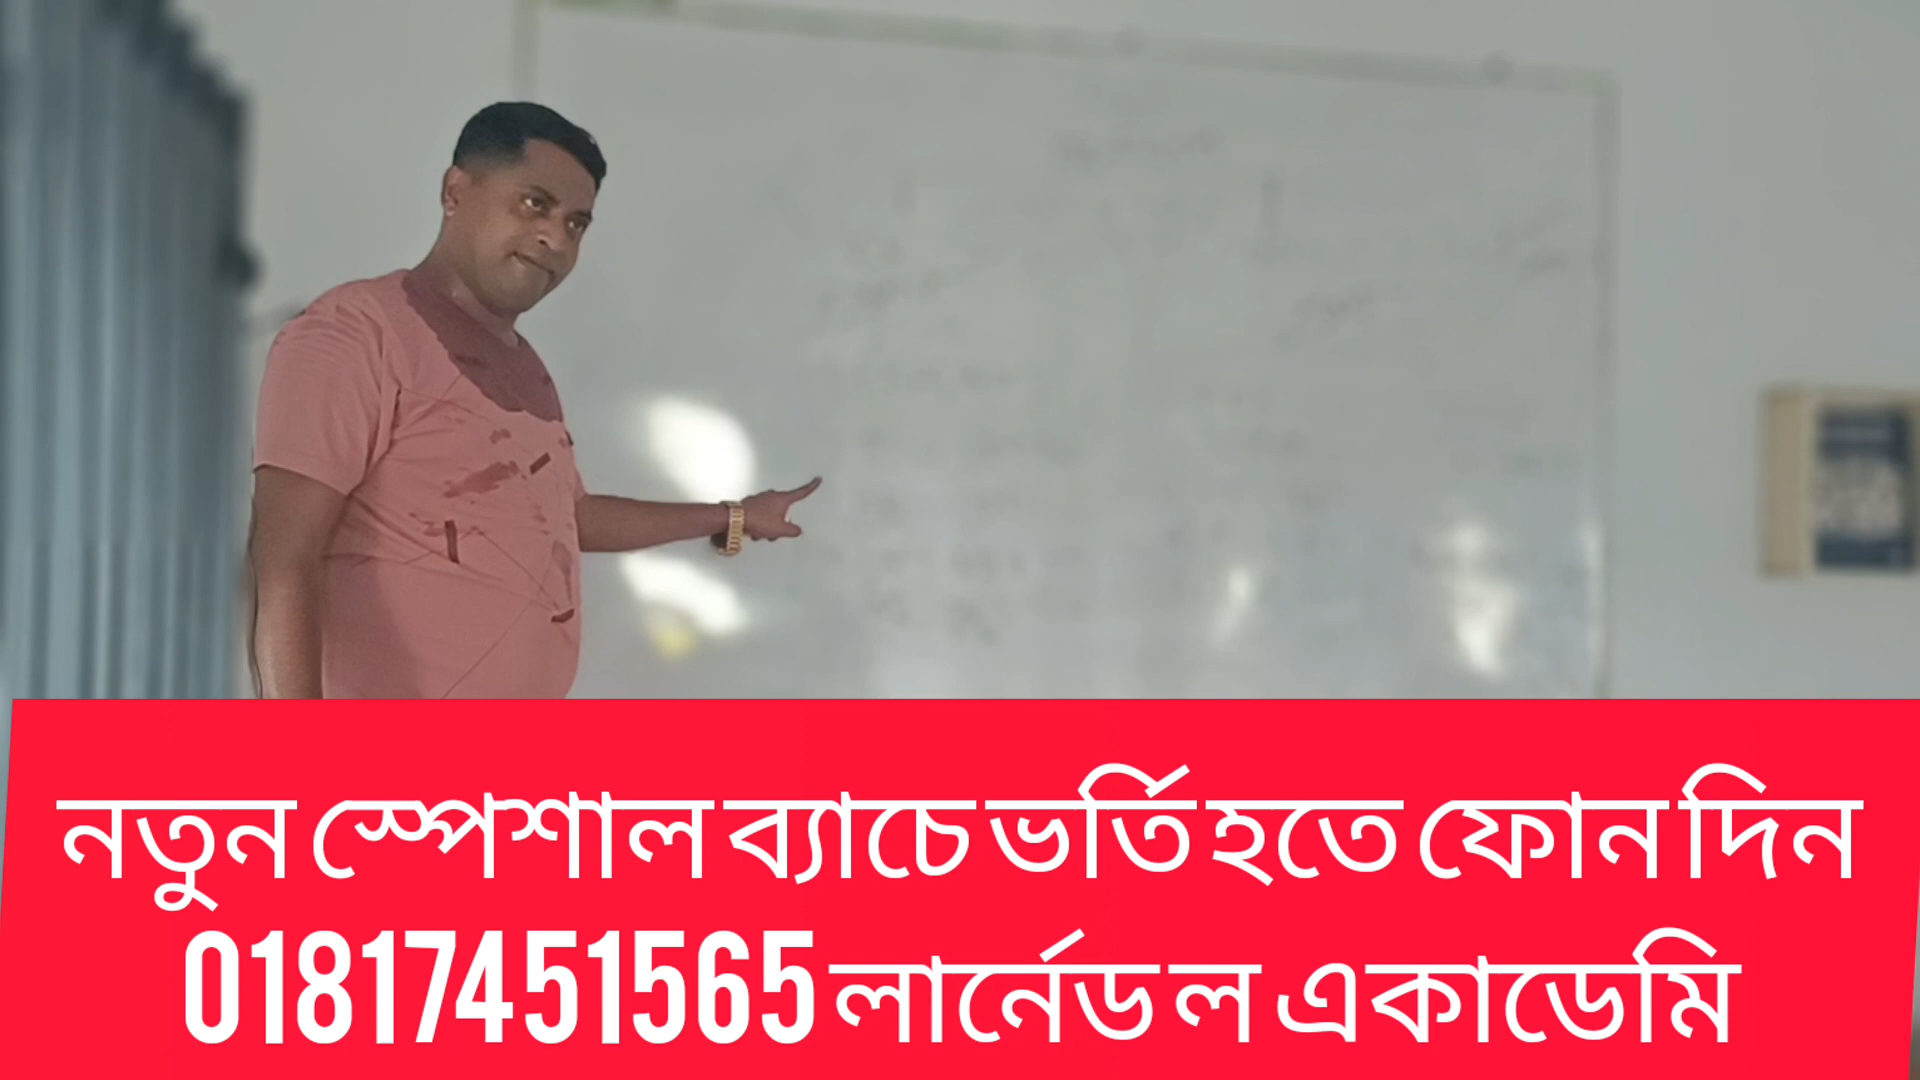 নতুন স্পেশাল ব্যাচে ভর্তি হতে ফোন দিন
01817451565 লার্নেড ল একাডেমি